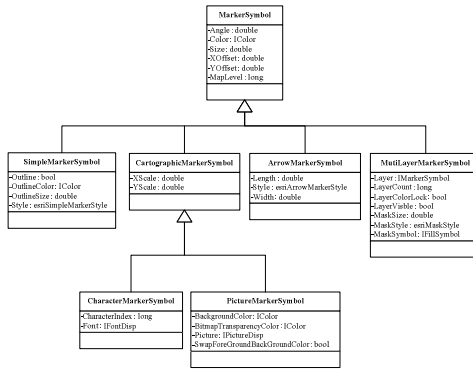 MarkerSymbol
-Angle : double
-Color: IColor
-Size: double
-XOffset: double
-YOffset: double
-MapLevel : long
SimpleMarkerSymbol
-Outline : bool
-OutlineColor : IColor
-OutlineSize : double
-Style : esriSimpleMarkerStyle
CartographicMarkerSymbol
-XScale : double
-YScale : double
ArrowMarkerSymbol
-Length : double
-Style : esriArrowMarkerStyle
-Width : double
MutiLayerMarkerSymbol
-Layer : IMarkerSymbol
-LayerCount : long
-LayerColorLock : bool
-LayerVisble : bool
-MaskSize : double
-MaskStyle : esriMaskStyle
-MaskSymbol : IFillSymbol
CharacterMarkerSymbol
-CharacterIndex : long
-Font : IFontDisp
PictureMarkerSymbol
-BackgroundColor : IColor
-BitmapTransparencyColor : IColor
-Picture : IPictureDisp
-SwapForeGroundBackGroundColor : bool